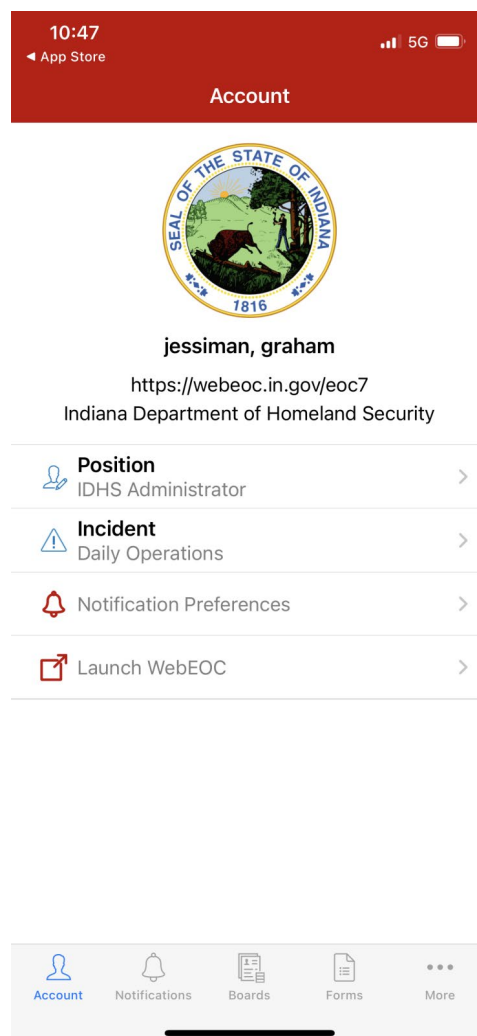 10:47
5G
◄ App Store
Account
SEAL OF THE STATE OF INDIANA
1816
jessiman, graham
https://webeoc.in.gov/eoc7
Indiana Department of Homeland Security
Position
IDHS Administrator
Incident
Daily Operations
Notification Preferences
Launch WebEOC
Account Notifications Boards Forms More